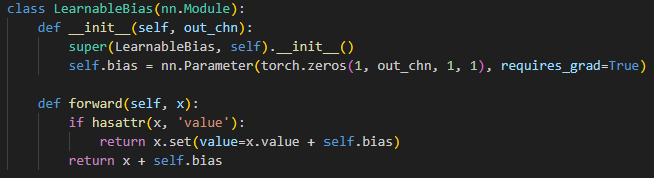 class LearnableBias(nn.Module):
    def __init__(self, out_chn):
        super(LearnableBias, self).__init__()
        self.bias = nn.Parameter(torch.zeros(1, out_chn, 1, 1), requires_grad=True)

    def forward(self, x):
        if hasattr(x, 'value'):
            return x.set(value=x.value + self.bias)
        return x + self.bias